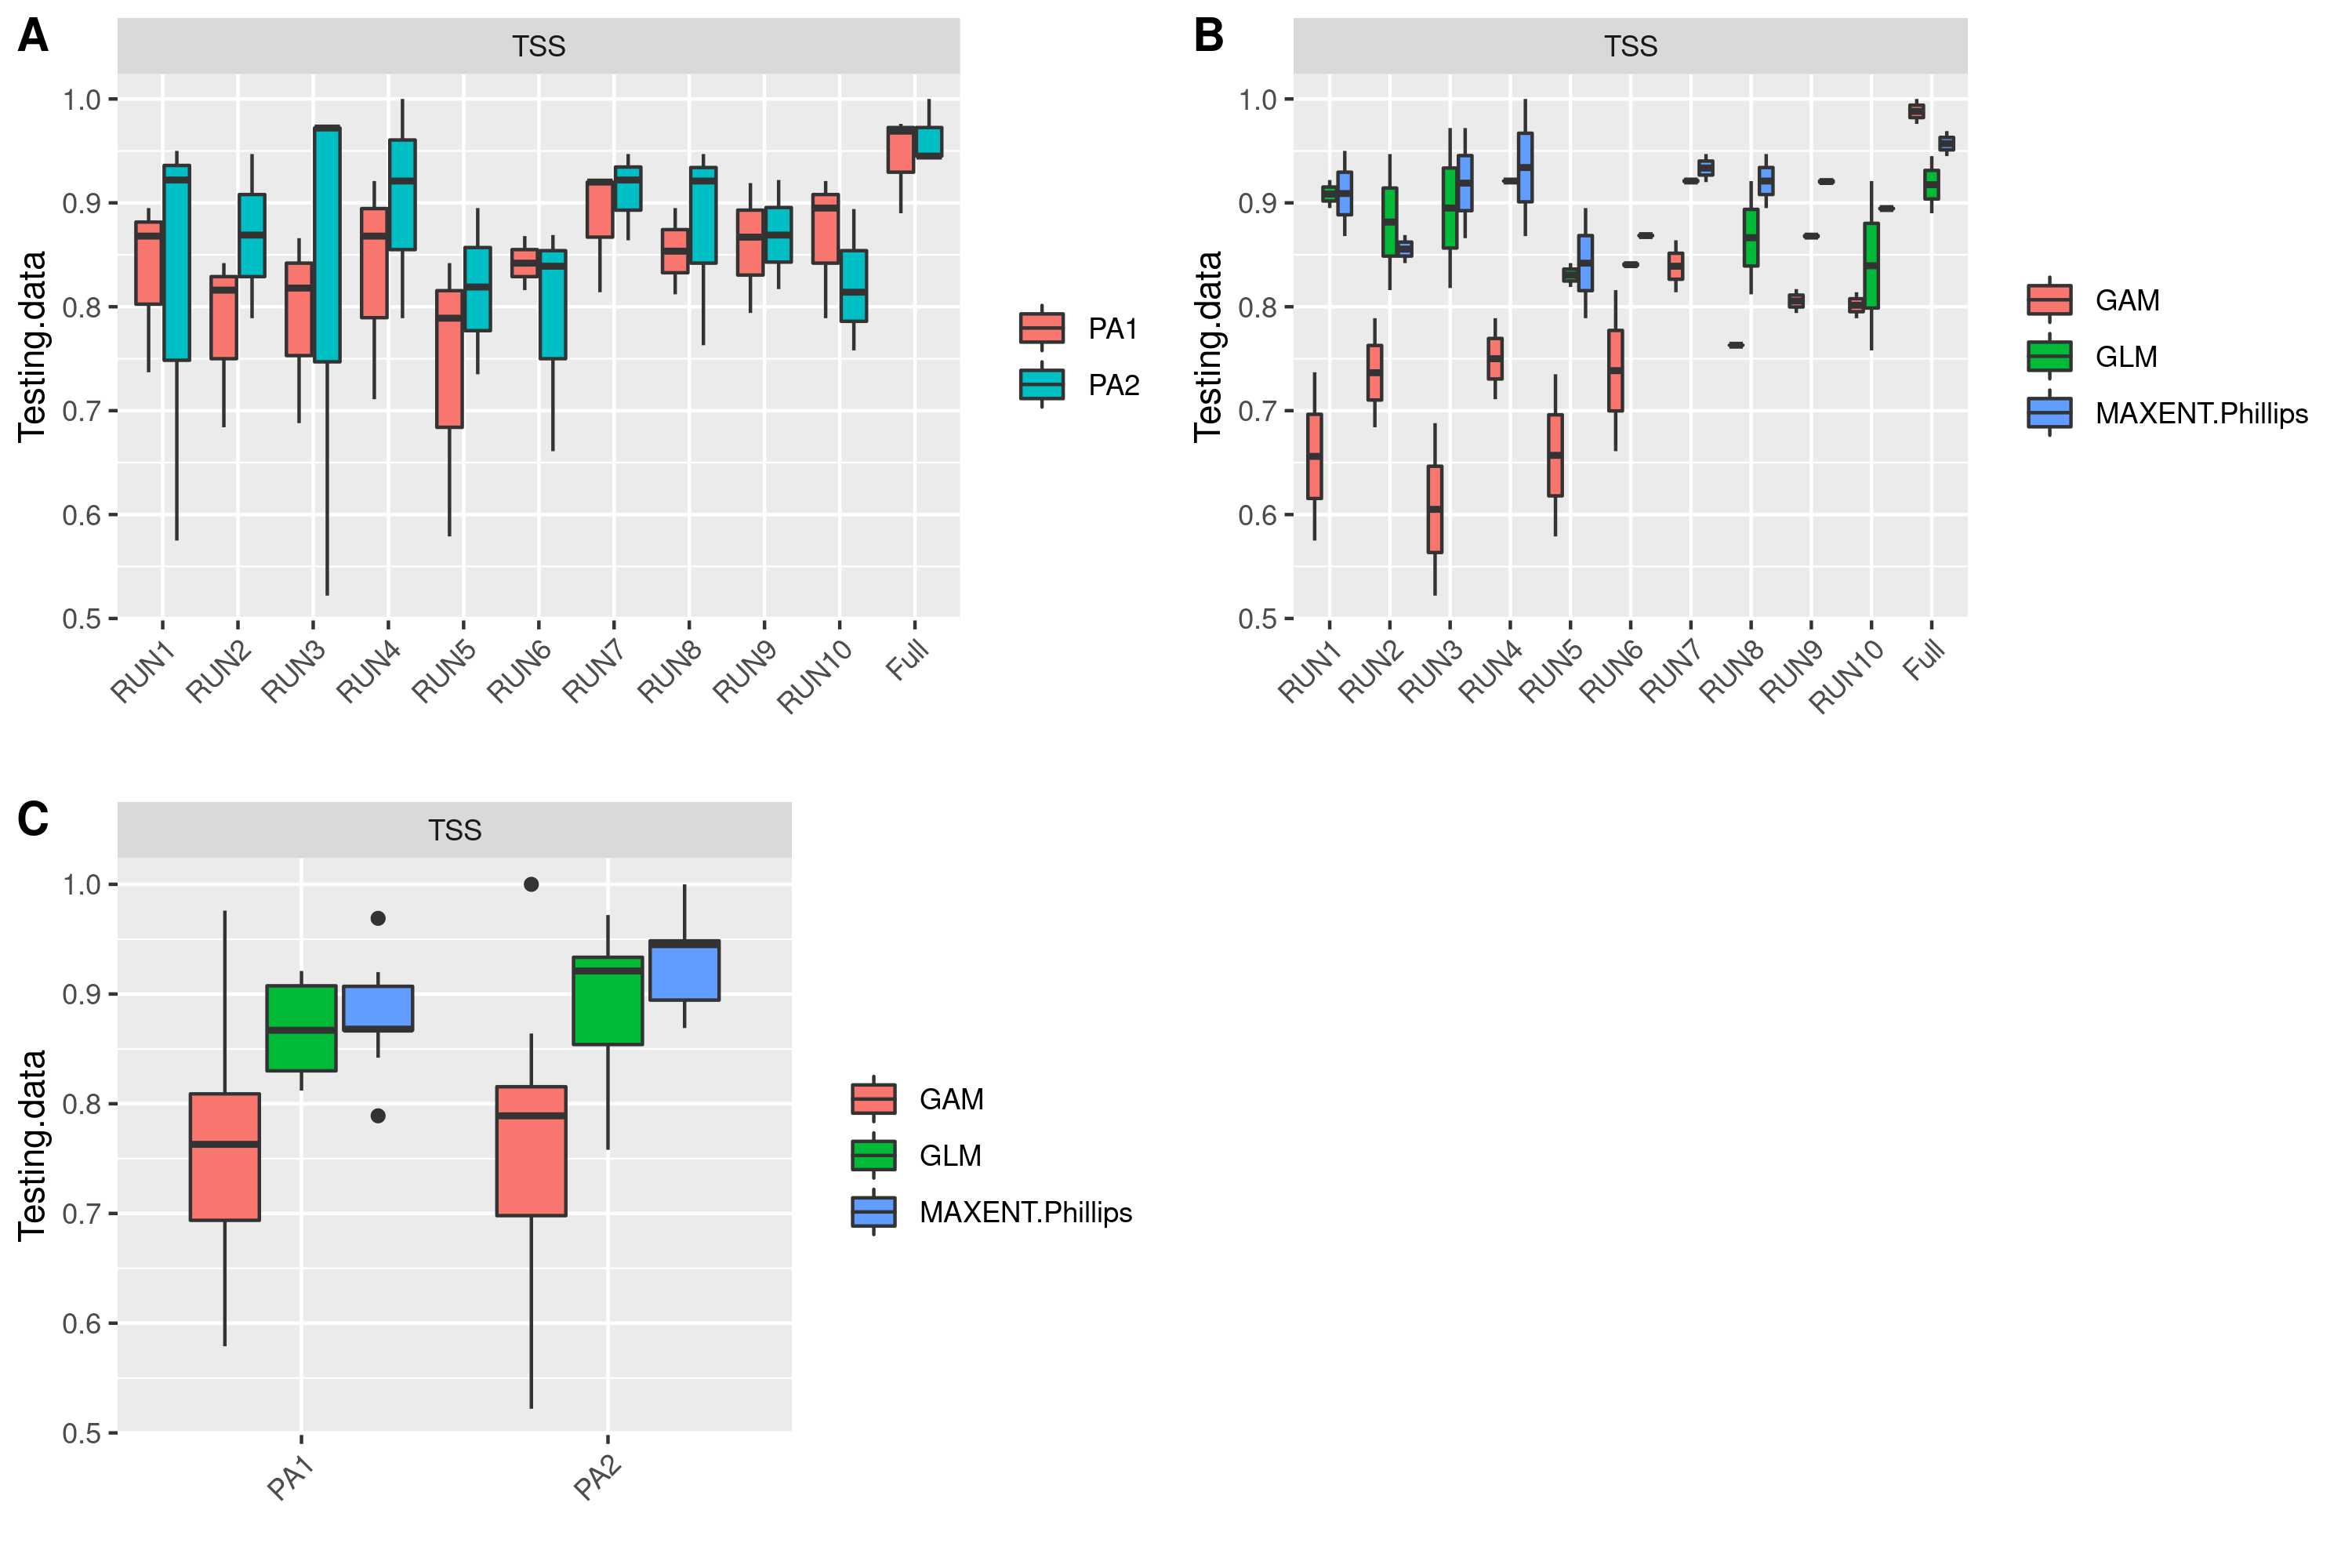 A
TSS
Testing.data
1.0
0.9
0.8
0.7
0.6
0.5
RUN1
RUN2
RUN3
RUN4
RUN5
RUN6
RUN7
RUN8
RUN9
RUN10
Full
PA1
PA2
B
TSS
Testing.data
1.0
0.9
0.8
0.7
0.6
0.5
RUN1
RUN2
RUN3
RUN4
RUN5
RUN6
RUN7
RUN8
RUN9
RUN10
Full
GAM
GLM
MAXENT.Phillips
C
TSS
Testing.data
1.0
0.9
0.8
0.7
0.6
0.5
PA1
PA2
GAM
GLM
MAXENT.Phillips